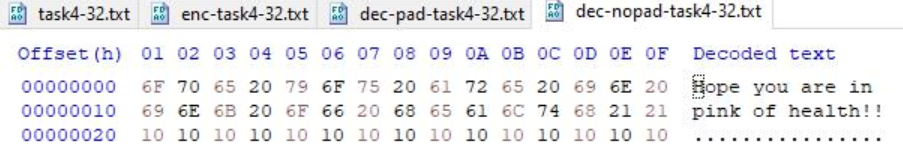 task4-32.txt enc-task4-32.txt dec-pad-task4-32.txt dec-nopad-task4-32.txt
Offset(h) 01 02 03 04 05 06 07 08 09 0A 0B 0C 0D 0E 0F Decoded text
00000000 6F 70 65 20 79 6F 75 20 61 72 65 20 69 6E 20 Hope you are in
00000010 69 6E 6B 20 6F 66 20 68 65 61 6C 74 68 21 21 pink of health!!
00000020 10 10 10 10 10 10 10 10 10 10 10 10 10 10 10 ................